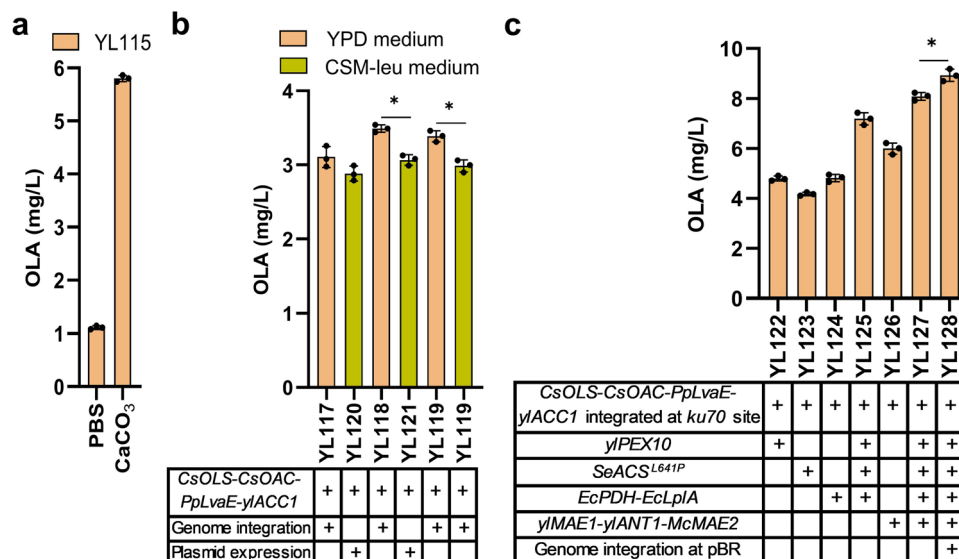 a
YL115
OLA (mg/L)
6
5
4
3
2
1
0
PBS
CaCO₃
b
YPD medium
CSM-leu medium
OLA (mg/L)
4
3
2
1
0
*
*
YL117
YL120
YL118
YL121
YL119
YL119
CsOLS-CsOAC-
PpLvaE-ylACC1
+ + + + + +
Genome integration + + + +
Plasmid expression + +
c
OLA (mg/L)
10
8
6
4
2
0
*
YL122
YL123
YL124
YL125
YL126
YL127
YL128
CsOLS-CsOAC-PpLvaE-
ylACC1 integrated at ku70 site
+ + + + + + +
ylPEX10 + + + +
SeACS^L641P + + + +
EcPDH-EcLplA + + + +
ylMAE1-ylANT1-McMAE2 + + +
Genome integration at pBR +